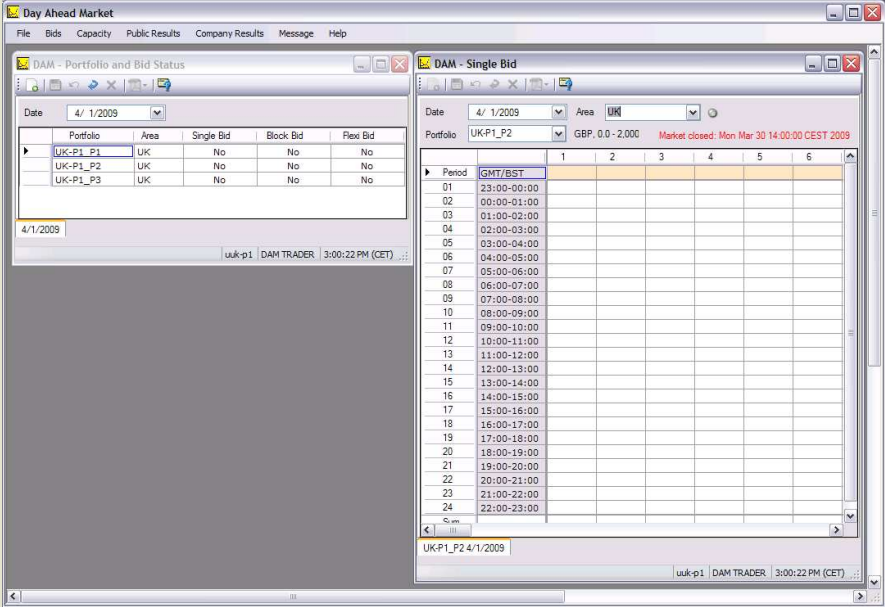 Day Ahead Market
File Bids Capacity Public Results Company Results Message Help
DAM - Portfolio and Bid Status
Date 4/ 1/2009
Portfolio Area Single Bid Block Bid Flexi Bid
UK-P1_P1 UK No No No
UK-P1_P2 UK No No No
UK-P1_P3 UK No No No
4/1/2009
uuk-p1 DAM TRADER 3:00:22 PM (CET)
DAM - Single Bid
Date 4/ 1/2009 Area UK
Portfolio UK-P1_P2 GBP, 0.0 - 2,000 Market closed: Mon Mar 30 14:00:00 CEST 2009
1 2 3 4 5 6
Period GMT/BST
01 23:00-00:00
02 00:00-01:00
03 01:00-02:00
04 02:00-03:00
05 03:00-04:00
06 04:00-05:00
07 05:00-06:00
08 06:00-07:00
09 07:00-08:00
10 08:00-09:00
11 09:00-10:00
12 10:00-11:00
13 11:00-12:00
14 12:00-13:00
15 13:00-14:00
16 14:00-15:00
17 15:00-16:00
18 16:00-17:00
19 17:00-18:00
20 18:00-19:00
21 19:00-20:00
22 20:00-21:00
23 21:00-22:00
24 22:00-23:00
Sum
UK-P1_P2 4/1/2009
uuk-p1 DAM TRADER 3:00:22 PM (CET)